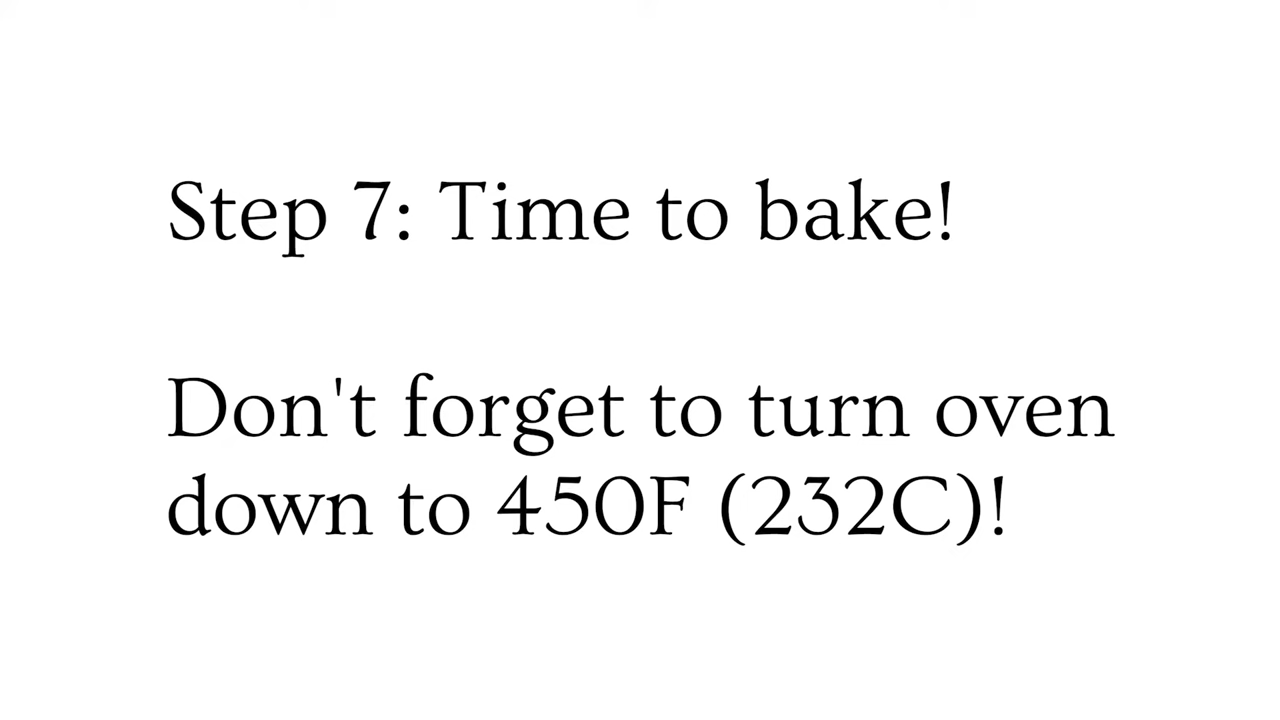 Step 7: Time to bake!
Don't forget to turn oven
down to 450F (232C)!